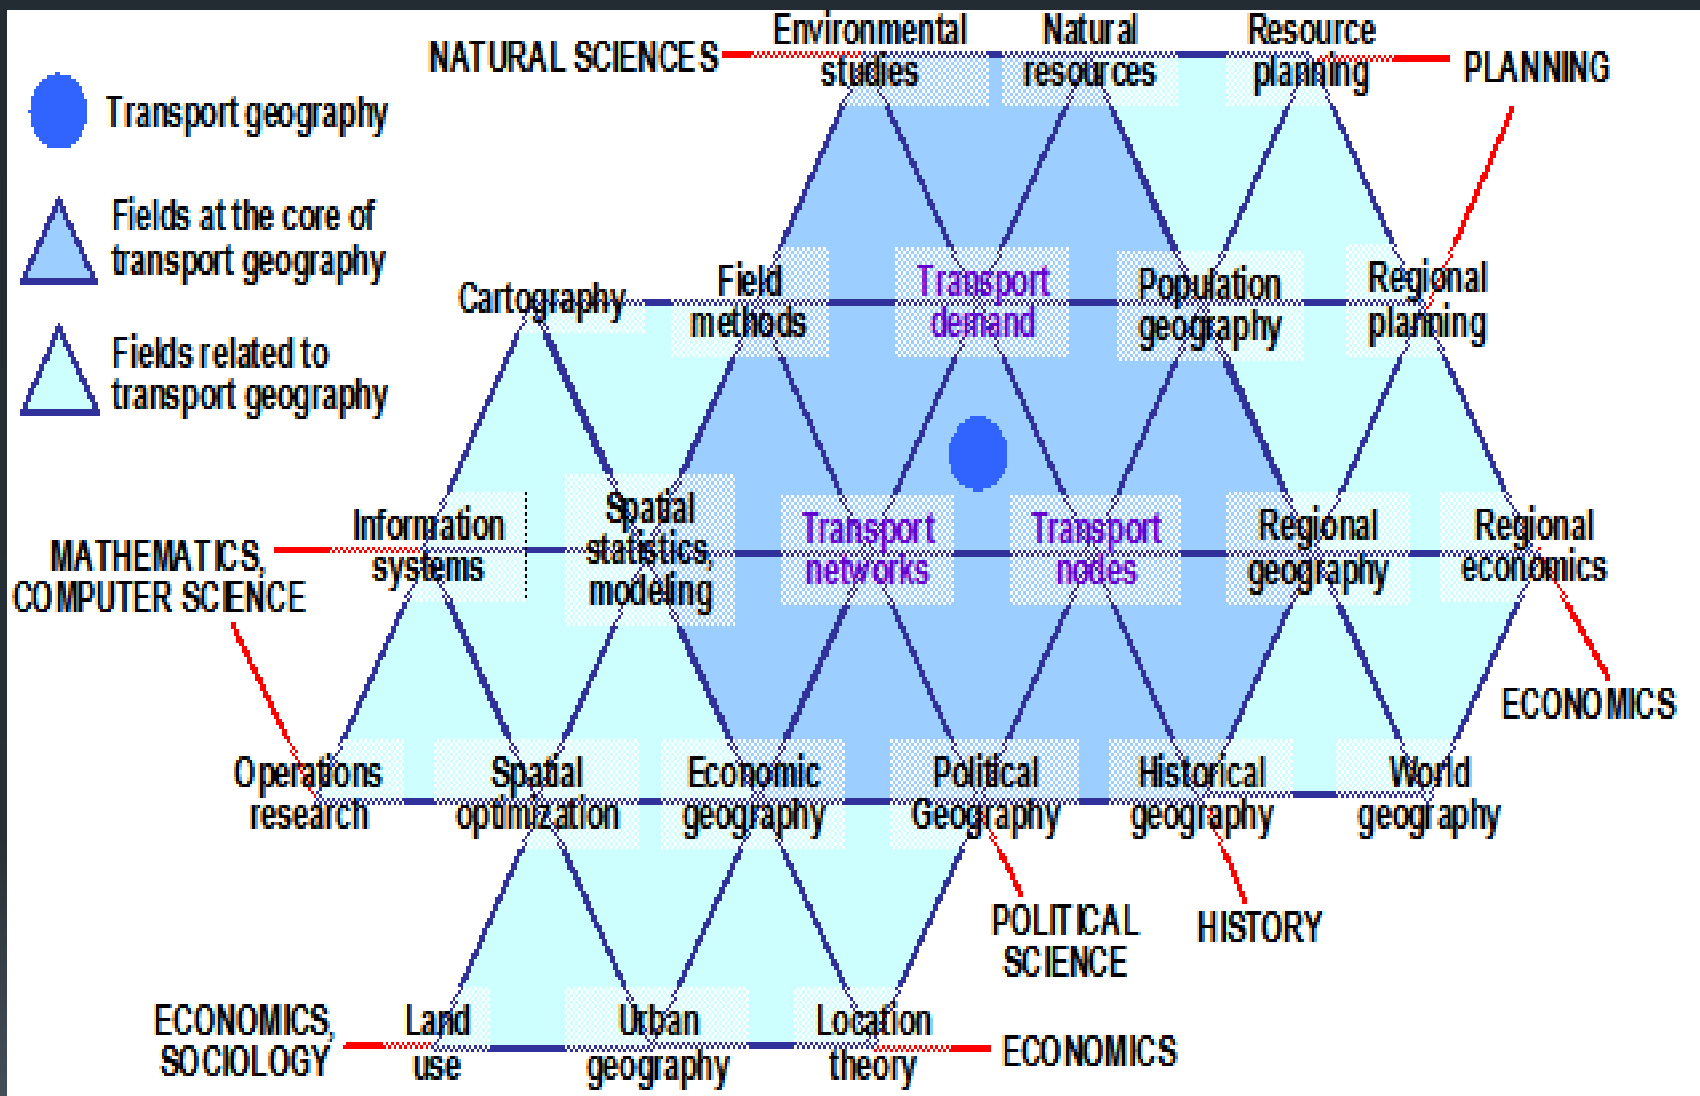 Environmental
studies
Natural
resources
Resource
planning
NATURAL SCIENCES
PLANNING
Transport geography
Fields at the core of
transport geography
Fields related to
transport geography
Cartography
Field
methods
Transport
demand
Population
geography
Regional
planning
Information
systems
Spatial
statistics,
modeling
Transport
networks
Transport
nodes
Regional
geography
Regional
economics
MATHEMATICS,
COMPUTER SCIENCE
ECONOMICS
Operations
research
Spatial
optimization
Economic
geography
Political
Geography
Historical
geography
World
geography
POLITICAL
SCIENCE
HISTORY
ECONOMICS,
SOCIOLOGY
Land
use
Urban
geography
Location
theory
ECONOMICS